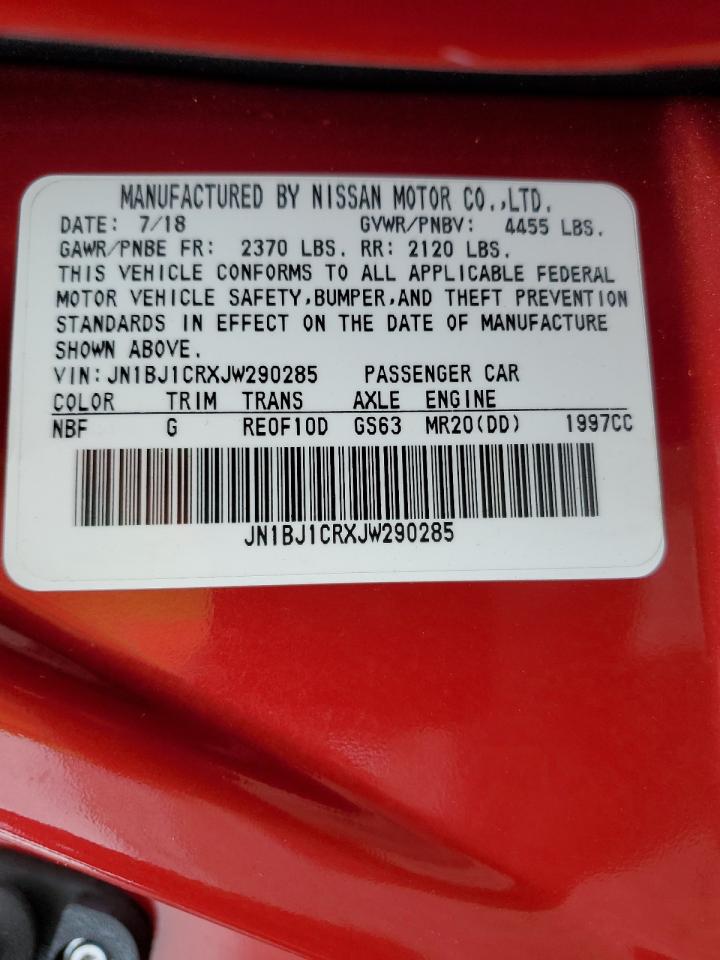 MANUFACTURED BY NISSAN MOTOR CO.,LTD.
DATE: 7/18 GVWR/PNBV: 4455 LBS.
GAWR/PNBE FR: 2370 LBS. RR: 2120 LBS.
THIS VEHICLE CONFORMS TO ALL APPLICABLE FEDERAL
MOTOR VEHICLE SAFETY,BUMPER,AND THEFT PREVENTION
STANDARDS IN EFFECT ON THE DATE OF MANUFACTURE
SHOWN ABOVE.
VIN:JN1BJ1CRXJW290285 PASSENGER CAR
COLOR TRIM TRANS AXLE ENGINE
NBF G RE0F10D GS63 MR20(DD) 1997CC
JN1BJ1CRXJW290285